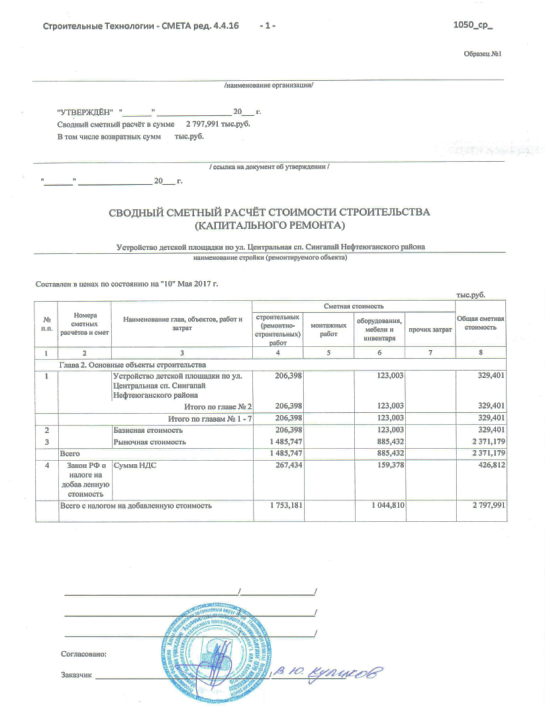 Строительные Технологии - СМЕТА ред. 4.4.16 - 1 - 1050_ср_
Образец №1
/наименование организации/
"УТВЕРЖДЁН" "_______" ______________ 20___ г.
Сводный сметный расчёт в сумме 2 797,991 тыс.руб.
В том числе возвратных сумм тыс.руб.
/ ссылка на документ об утверждении /
"_______" ______________ 20___ г.
СВОДНЫЙ СМЕТНЫЙ РАСЧЁТ СТОИМОСТИ СТРОИТЕЛЬСТВА
(КАПИТАЛЬНОГО РЕМОНТА)
Устройство детской площадки по ул. Центральная сп. Сингапай Нефтеюганского района
наименование стройки (ремонтируемого объекта)
Составлен в ценах по состоянию на "10" Мая 2017 г.
тыс.руб.
№ п.п. Номера сметных расчётов и смет Наименование глав, объектов, работ и затрат Сметная стоимость Общая сметная стоимость
строительных (ремонтно-строительных) работ монтажных работ оборудования, мебели и инвентаря прочих затрат
1 2 3 4 5 6 7 8
Глава 2. Основные объекты строительства
1 Устройство детской площадки по ул. 206,398 123,003 329,401
Центральная сп. Сингапай
Нефтеюганского района
Итого по главе № 2 206,398 123,003 329,401
Итого по главам № 1 - 7 206,398 123,003 329,401
2 Базисная стоимость 206,398 123,003 329,401
3 Рыночная стоимость 1 485,747 885,432 2 371,179
Всего 1 485,747 885,432 2 371,179
4 Закон РФ о Сумма НДС 267,434 159,378 426,812
налоге на
добав ленную
стоимость
Всего с налогом на добавленную стоимость 1 753,181 1 044,810 2 797,991
Согласовано:
Заказчик В Ю. Куликов